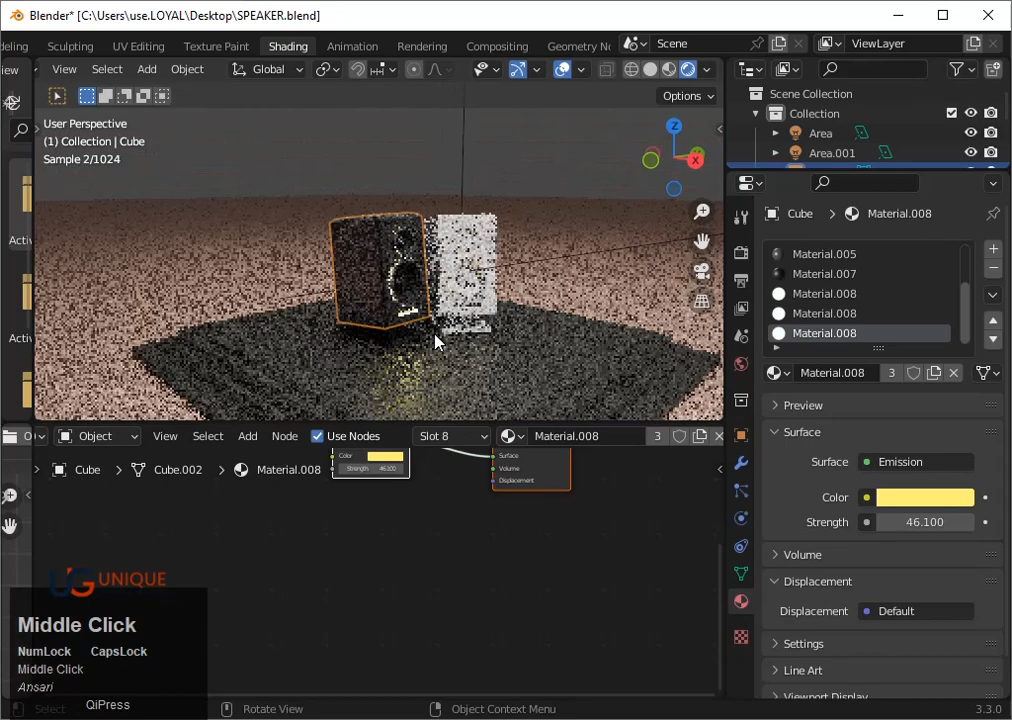 Blender* [C:\Users\use.LOYAL\Desktop\SPEAKER.blend]
deling Sculpting UV Editing Texture Paint Shading Animation Rendering Compositing Geometry No Scene ViewLayer
iew View Select Add Object Global
Options
User Perspective
(1) Collection | Cube
Sample 2/1024
Z
X
Scene Collection
Collection
Area
Area.001
Cube Material.008
Material.005
Material.007
Material.008
Material.008
Material.008
Material.008 3
Preview
Surface
Surface Emission
Color
Strength 46.100
Volume
Displacement
Displacement Default
Settings
Line Art
Viewport Display
Activ
Activ
Object View Select Add Node Use Nodes Slot 8 Material.008 3
Cube Cube.002 Material.008
Color
Strength 46.100
Surface
Volume
Displacement
UG UNIQUE
Middle Click
NumLock CapsLock
Middle Click
Ansari
QiPress
Select Rotate View Object Context Menu 3.3.0